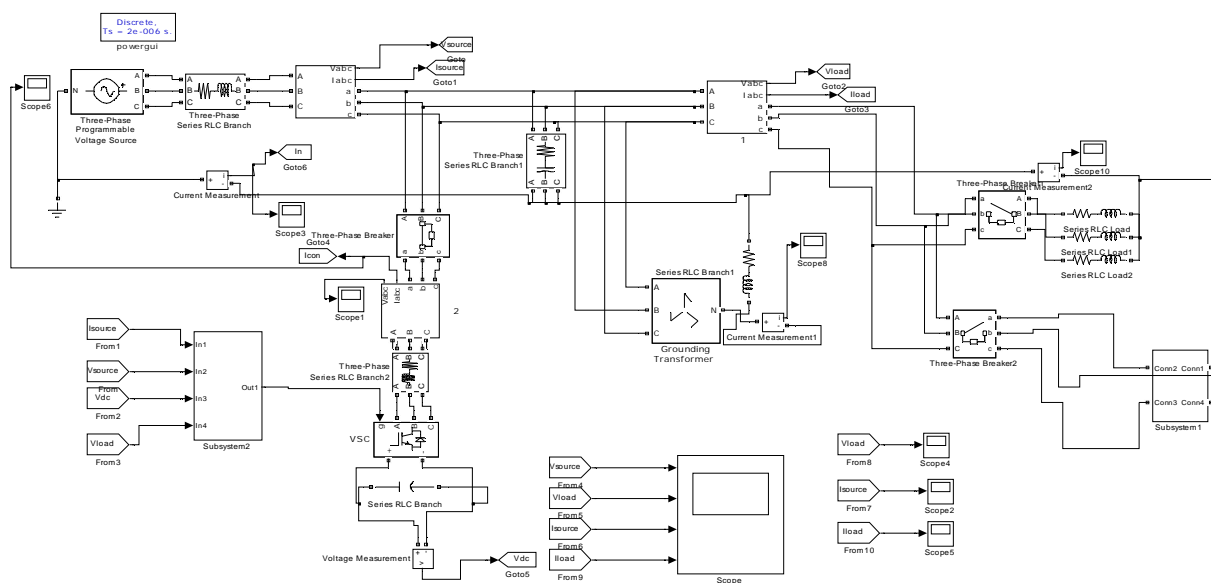 Discrete,
Ts = 2e-006 s.
powergui
Scope6
N
A
B
C
Three-Phase
Programmable
Voltage Source
A
B
C
A
B
C
Three-Phase
Series RLC Branch
A
B
C
Vabc
Iabc
a
b
c
Vsource
Goto
Isource
Goto1
In
Goto6
+
i
-
Current Measurement
Scope3
A
B
C
Three-Phase
Series RLC Branch1
A
B
C
A
B
C
Vabc
Iabc
a
b
c
1
Vload
Goto2
Iload
Goto3
+
i
-
Scope10
Current Measurement2
Three-Phase Breaker
a
b
c
A
B
C
Series RLC Load
Series RLC Load1
Series RLC Load2
A
B
C
Three-Phase Breaker
a
b
c
Goto4
Icon
Scope1
Vabc
Iabc
a
b
c
2
A
B
C
Three-Phase
Series RLC Branch2
A
B
C
A
B
C
VSC
g
A
B
C
+
-
Series RLC Branch
Voltage Measurement
+
-
v
Vdc
Goto5
Series RLC Branch1
A
B
C
N
Grounding
Transformer
+
i
-
Current Measurement1
Scope8
A
B
C
a
b
c
Three-Phase Breaker2
Conn2
Conn1
Conn3
Conn4
Subsystem1
Isource
From1
Vsource
From
Vdc
From2
Vload
From3
In1
In2
In3
In4
Out1
Subsystem2
Vsource
From4
Vload
From5
Isource
From6
Iload
From9
Scope
Vload
From8
Scope4
Isource
From7
Scope2
Iload
From10
Scope5